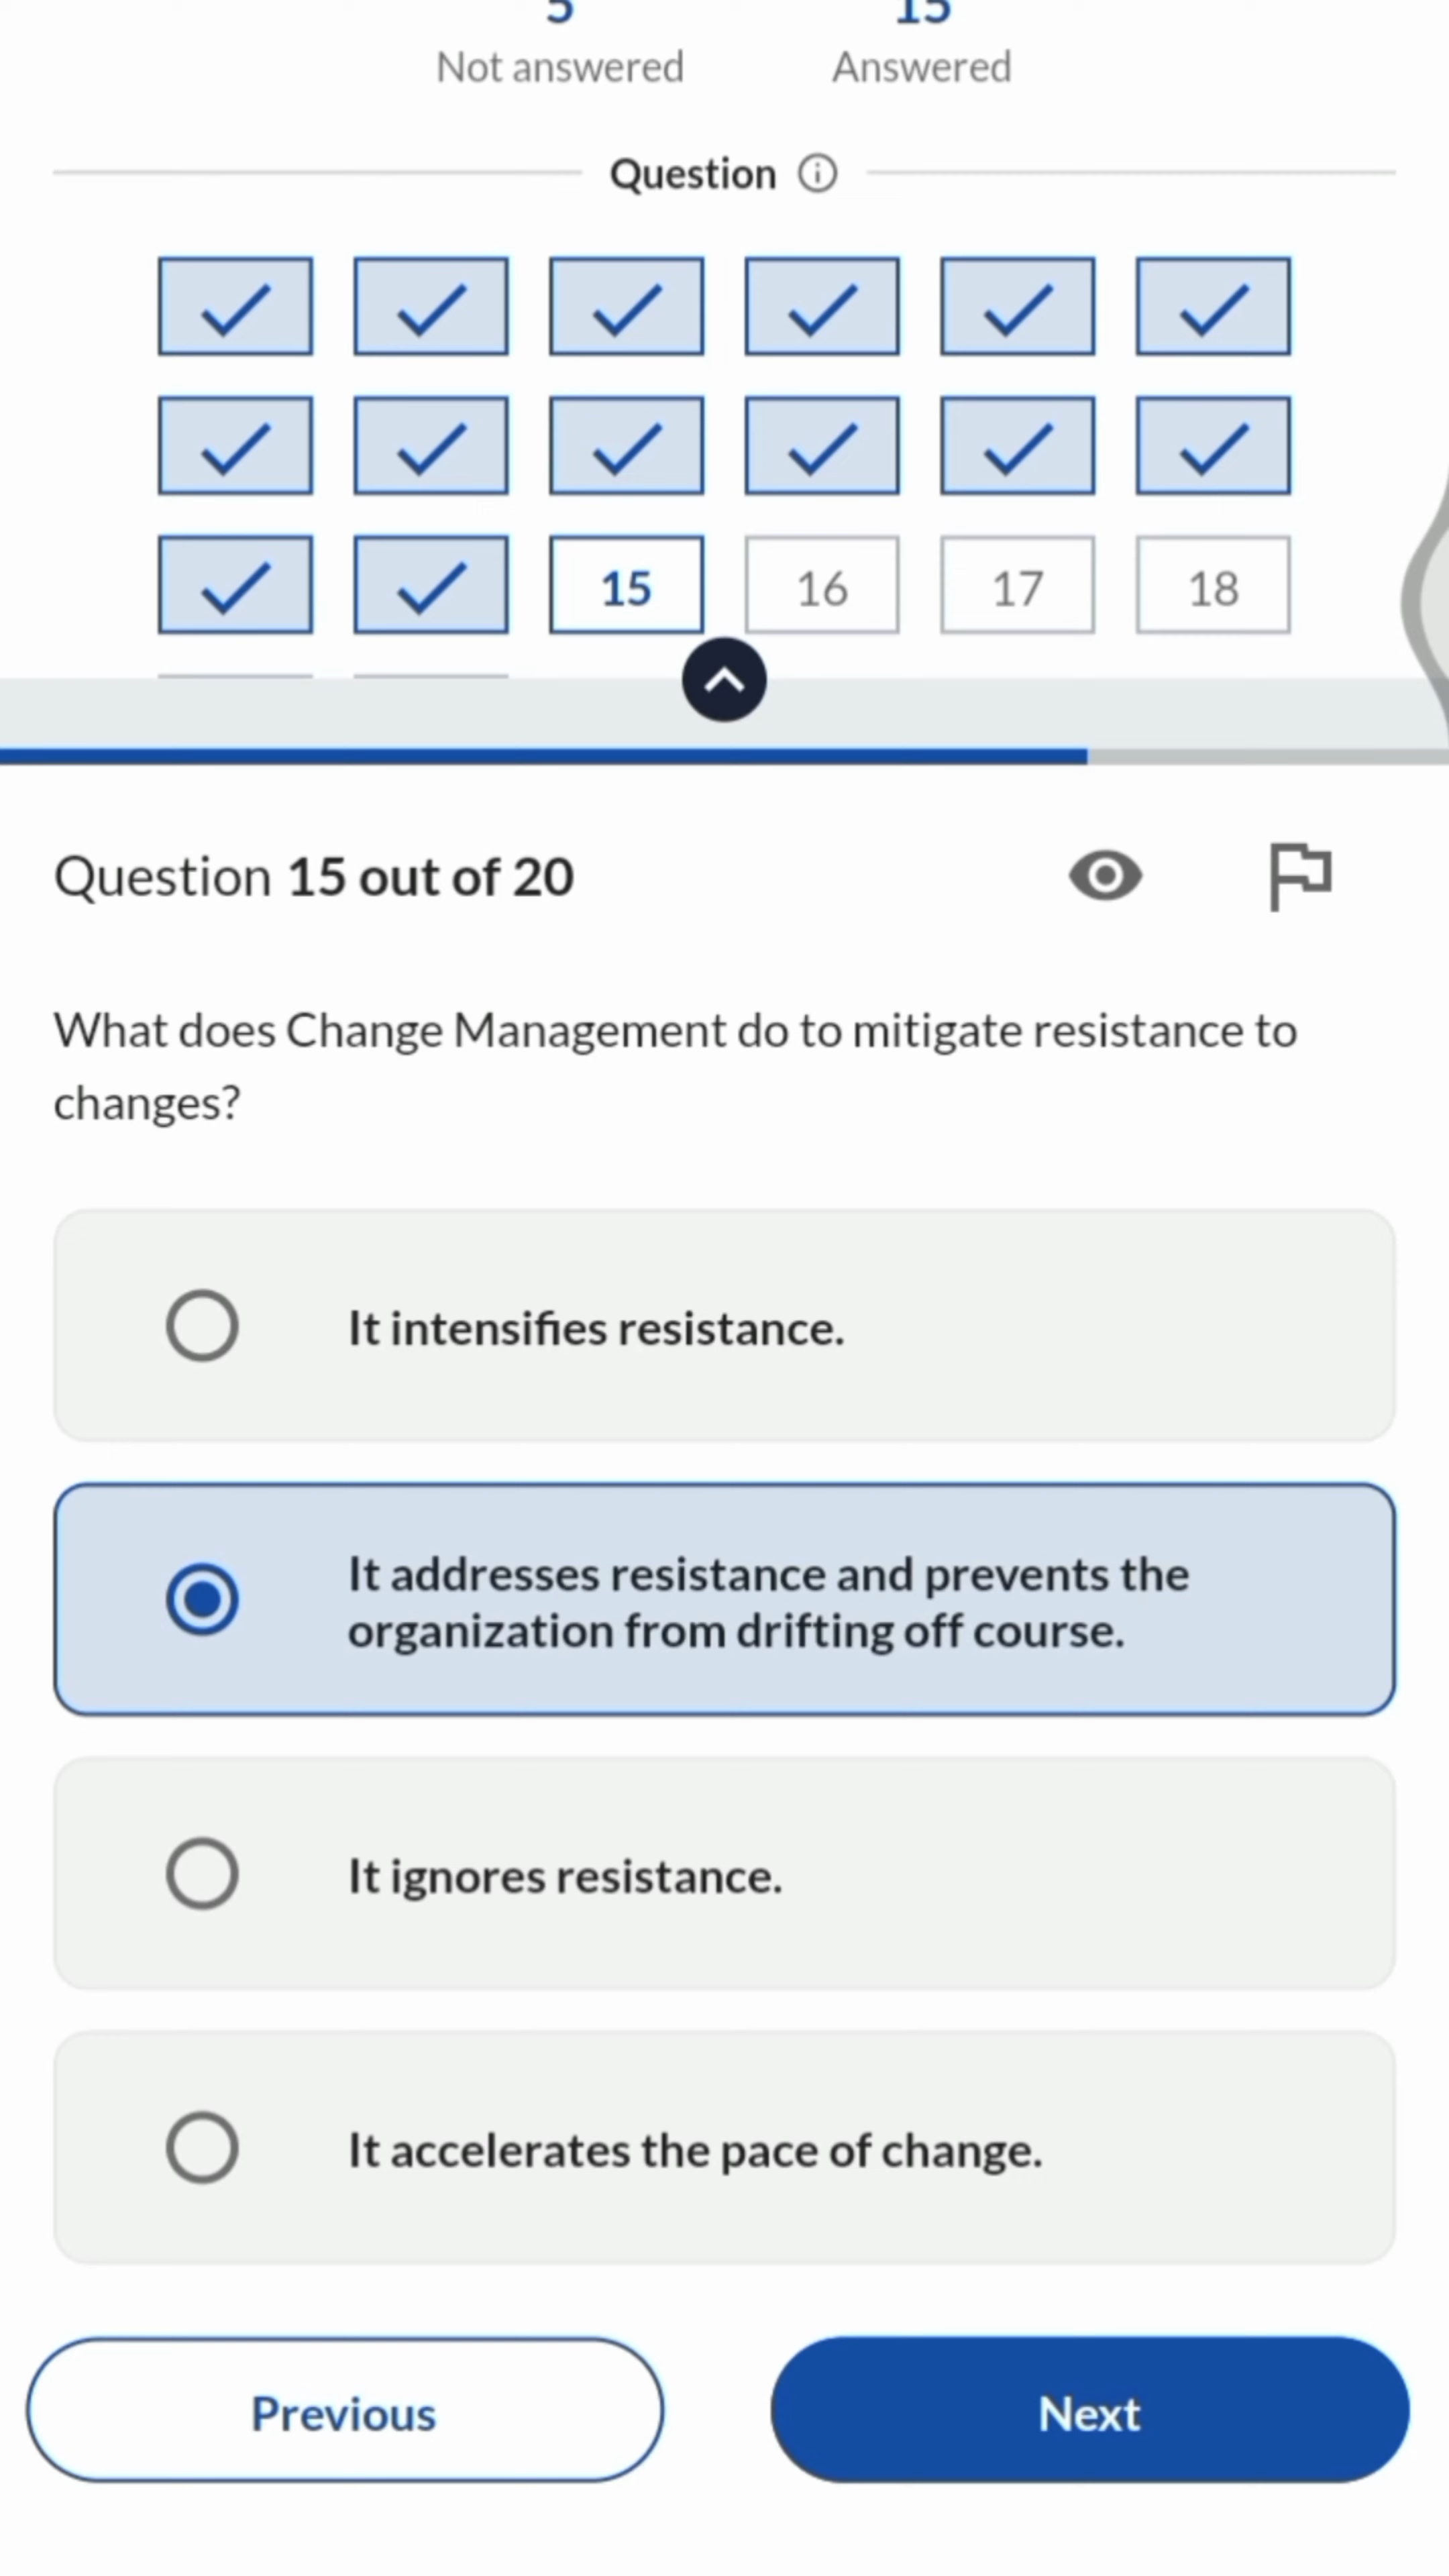 5 15
Not answered Answered
Question
15 16 17 18
Question 15 out of 20
What does Change Management do to mitigate resistance to
changes?
It intensifies resistance.
It addresses resistance and prevents the
organization from drifting off course.
It ignores resistance.
It accelerates the pace of change.
Previous Next